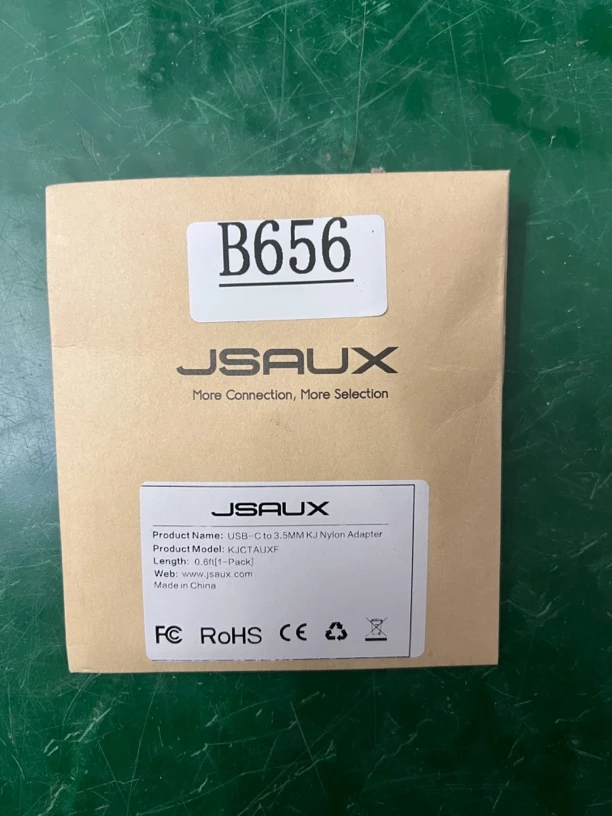 B656
JSAUX
More Connection, More Selection
JSAUX
Product Name: USB-C to 3.5MM KJ Nylon Adapter
Product Model: KJCTAUXF
Length: 0.6ft[1-Pack]
Web: www.jsaux.com
Made in China
FC RoHS CE